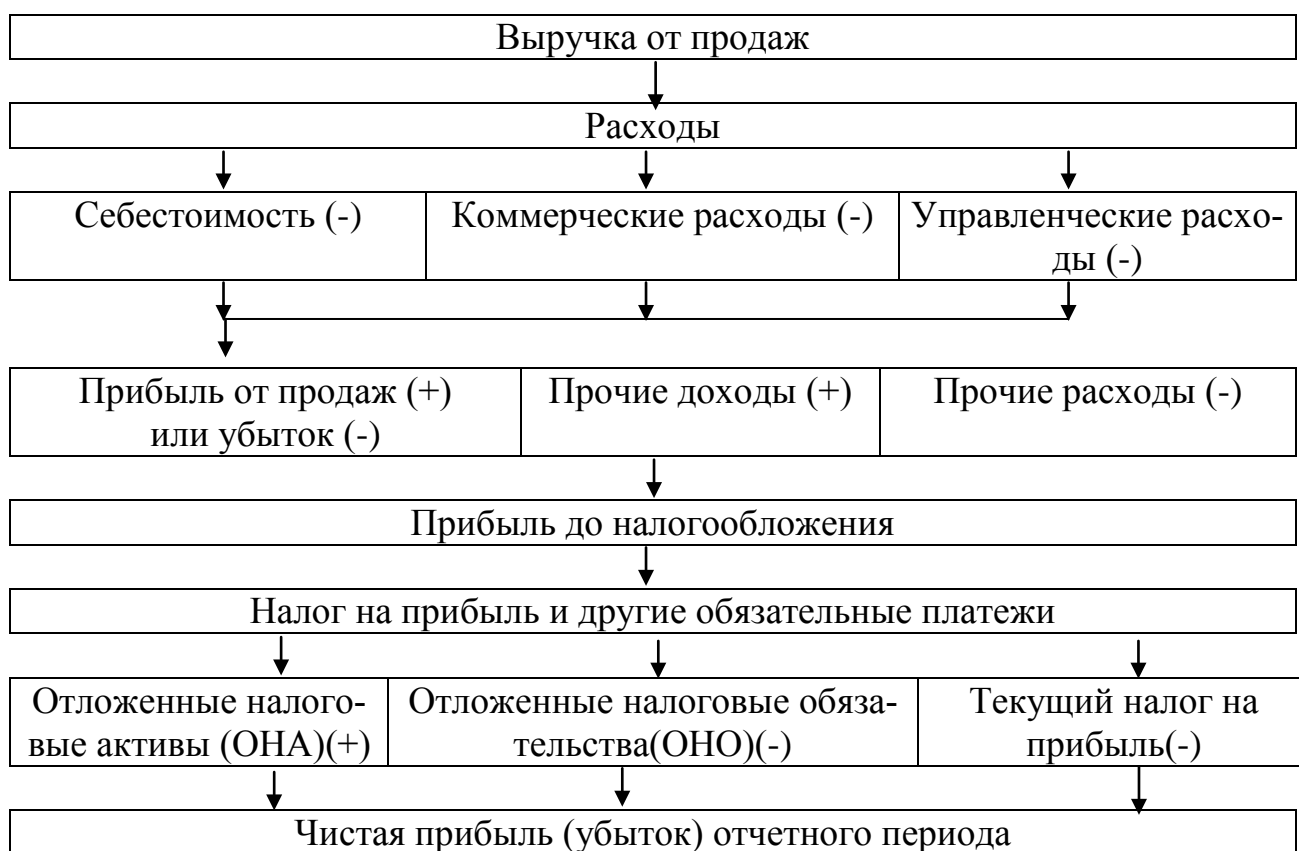 Выручка от продаж
Расходы
Себестоимость (-)
Коммерческие расходы (-)
Управленческие расхо-
ды (-)
Прибыль от продаж (+)
или убыток (-)
Прочие доходы (+)
Прочие расходы (-)
Прибыль до налогообложения
Налог на прибыль и другие обязательные платежи
Отложенные налого-
вые активы (ОНА)(+)
Отложенные налоговые обяза-
тельства(ОНО)(-)
Текущий налог на
прибыль(-)
Чистая прибыль (убыток) отчетного периода